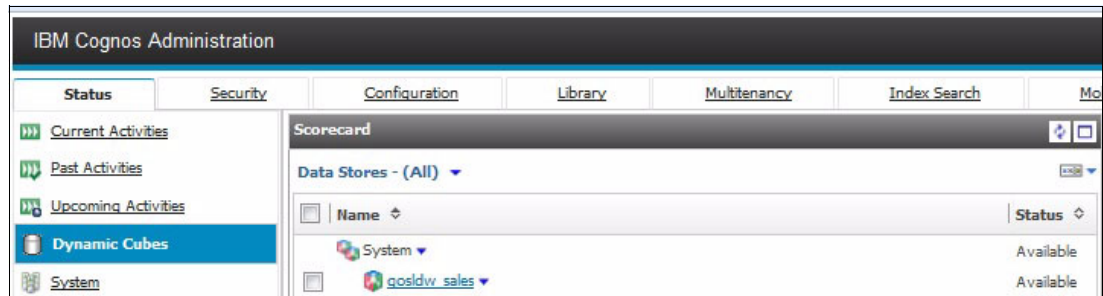 IBM Cognos Administration
Status Security Configuration Library Multitenancy Index Search Mo
Current Activities
Scorecard
Past Activities
Data Stores - (All)
Upcoming Activities
Name Status
Dynamic Cubes
System Available
System
gosldw_sales Available